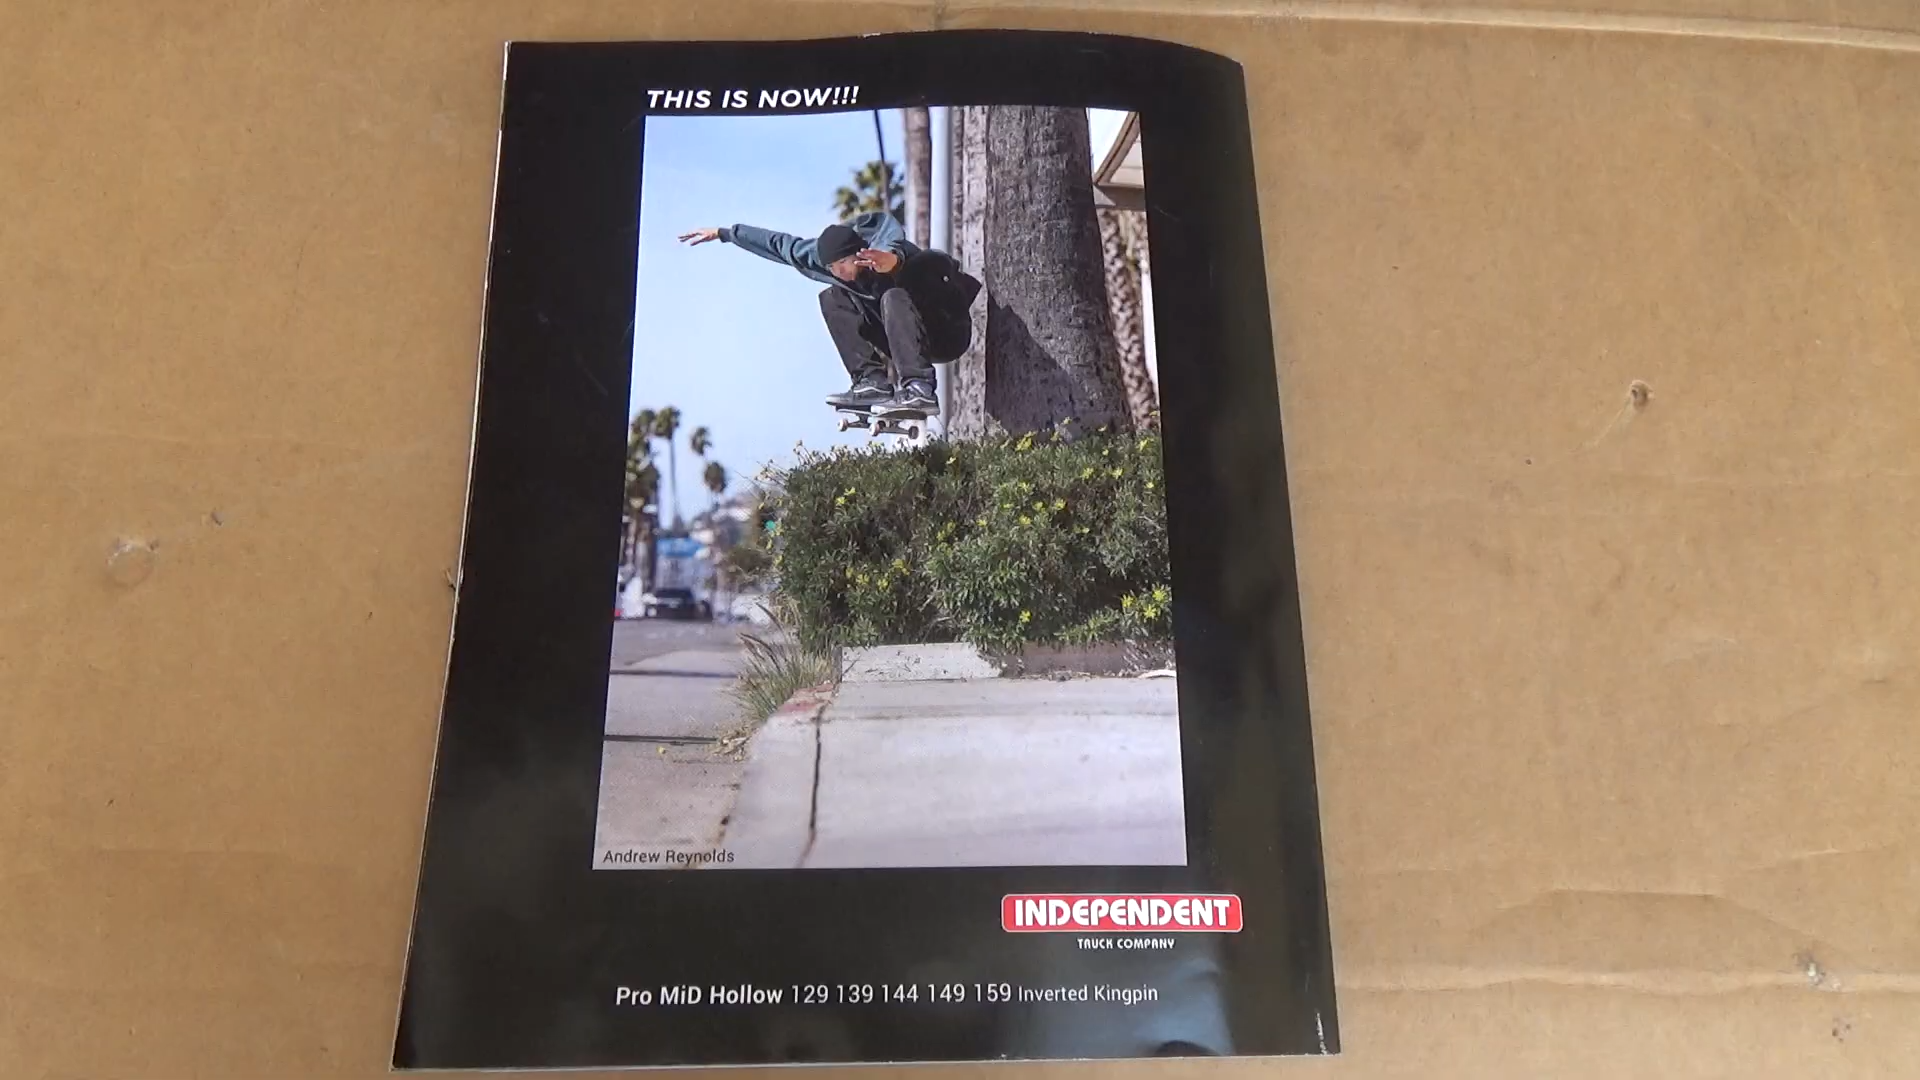 THIS IS NOW!!!
Andrew Reynolds
INDEPENDENT
TRUCK COMPANY
Pro MiD Hollow 129 139 144 149 159 Inverted Kingpin